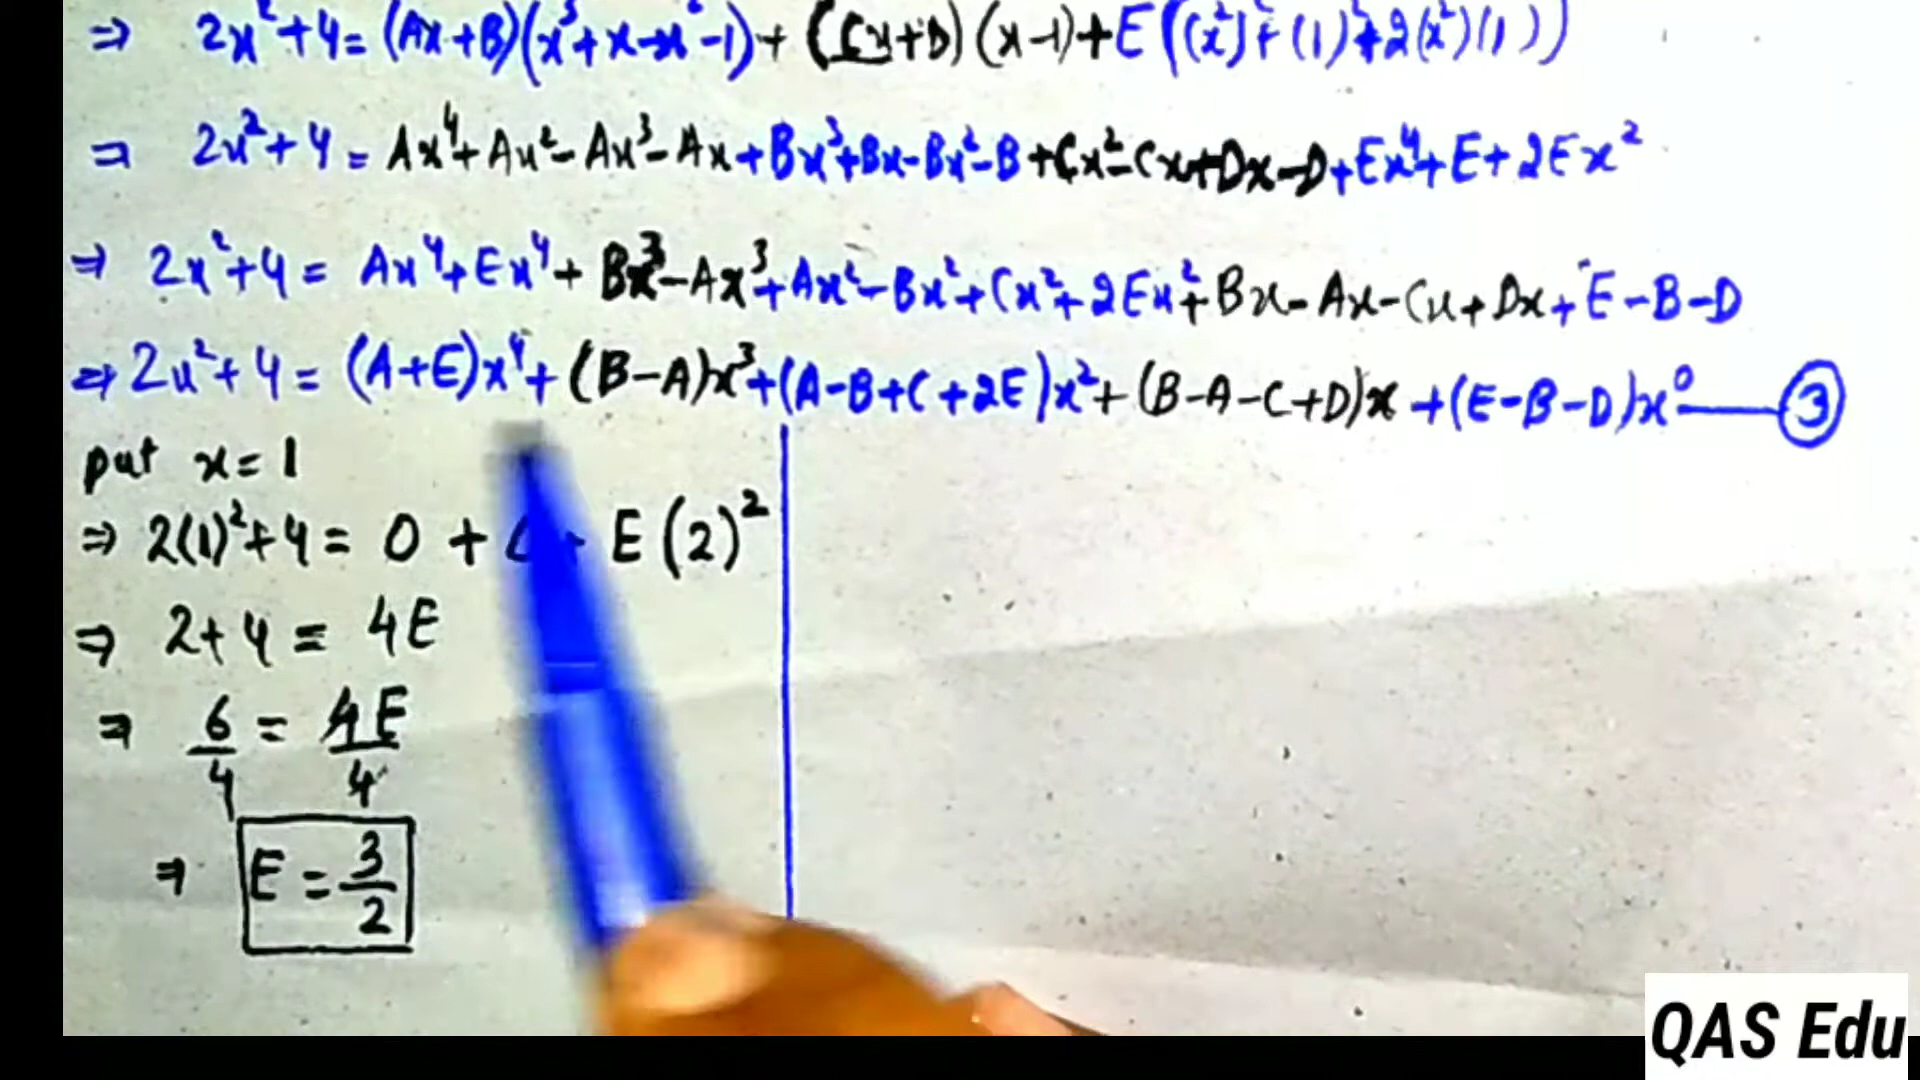 ⇒ 2x²+4=(Ax+B)(x³+x-x²-1)+(Cx+D)(x-1)+E((x²)²+(1)²+2(x²)(1))
⇒ 2x²+4=Ax⁴+Ax²-Ax³-Ax+Bx³+Bx-Bx²-B+Cx²-Cx+Dx-D+Ex⁴+E+2Ex²
⇒ 2x²+4= Ax⁴+Ex⁴+Bx³-Ax³+Ax²-Bx²+Cx²+2Ex²+Bx-Ax-Cx+Dx+E-B-D
⇒ 2x²+4= (A+E)x⁴+(B-A)x³+(A-B+C+2E)x²+(B-A-C+D)x+(E-B-D)x⁰—③
put x=1
⇒ 2(1)²+4= 0 + E(2)²
⇒ 2+4 = 4E
⇒ 6/4 = 4E/4
⇒ E = 3/2
QAS Edu